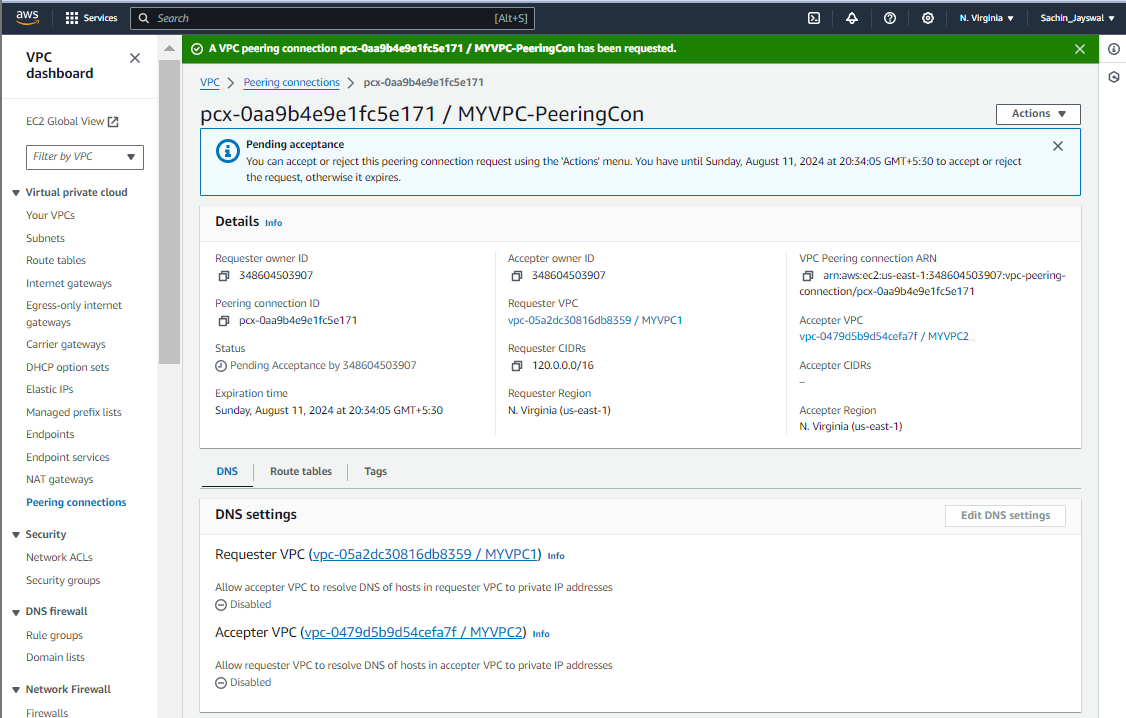 aws
Services
Search
[Alt+S]
N. Virginia
Sachin_Jayswal
VPC
dashboard
EC2 Global View
Filter by VPC
Virtual private cloud
Your VPCs
Subnets
Route tables
Internet gateways
Egress-only internet
gateways
Carrier gateways
DHCP option sets
Elastic IPs
Managed prefix lists
Endpoints
Endpoint services
NAT gateways
Peering connections
Security
Network ACLs
Security groups
DNS firewall
Rule groups
Domain lists
Network Firewall
Firewalls
A VPC peering connection pcx-0aa9b4e9e1fc5e171 / MYVPC-PeeringCon has been requested.
VPC > Peering connections > pcx-0aa9b4e9e1fc5e171
pcx-0aa9b4e9e1fc5e171 / MYVPC-PeeringCon
Actions
Pending acceptance
You can accept or reject this peering connection request using the 'Actions' menu. You have until Sunday, August 11, 2024 at 20:34:05 GMT+5:30 to accept or reject
the request, otherwise it expires.
Details Info
Requester owner ID
348604503907
Peering connection ID
pcx-0aa9b4e9e1fc5e171
Status
Pending Acceptance by 348604503907
Expiration time
Sunday, August 11, 2024 at 20:34:05 GMT+5:30
Accepter owner ID
348604503907
Requester VPC
vpc-05a2dc30816db8359 / MYVPC1
Requester CIDRs
120.0.0.0/16
Requester Region
N. Virginia (us-east-1)
VPC Peering connection ARN
arn:aws:ec2:us-east-1:348604503907:vpc-peering-
connection/pcx-0aa9b4e9e1fc5e171
Accepter VPC
vpc-0479d5b9d54cefa7f / MYVPC2
Accepter CIDRs
–
Accepter Region
N. Virginia (us-east-1)
DNS
Route tables
Tags
DNS settings
Edit DNS settings
Requester VPC (vpc-05a2dc30816db8359 / MYVPC1) Info
Allow accepter VPC to resolve DNS of hosts in requester VPC to private IP addresses
Disabled
Accepter VPC (vpc-0479d5b9d54cefa7f / MYVPC2) Info
Allow requester VPC to resolve DNS of hosts in accepter VPC to private IP addresses
Disabled